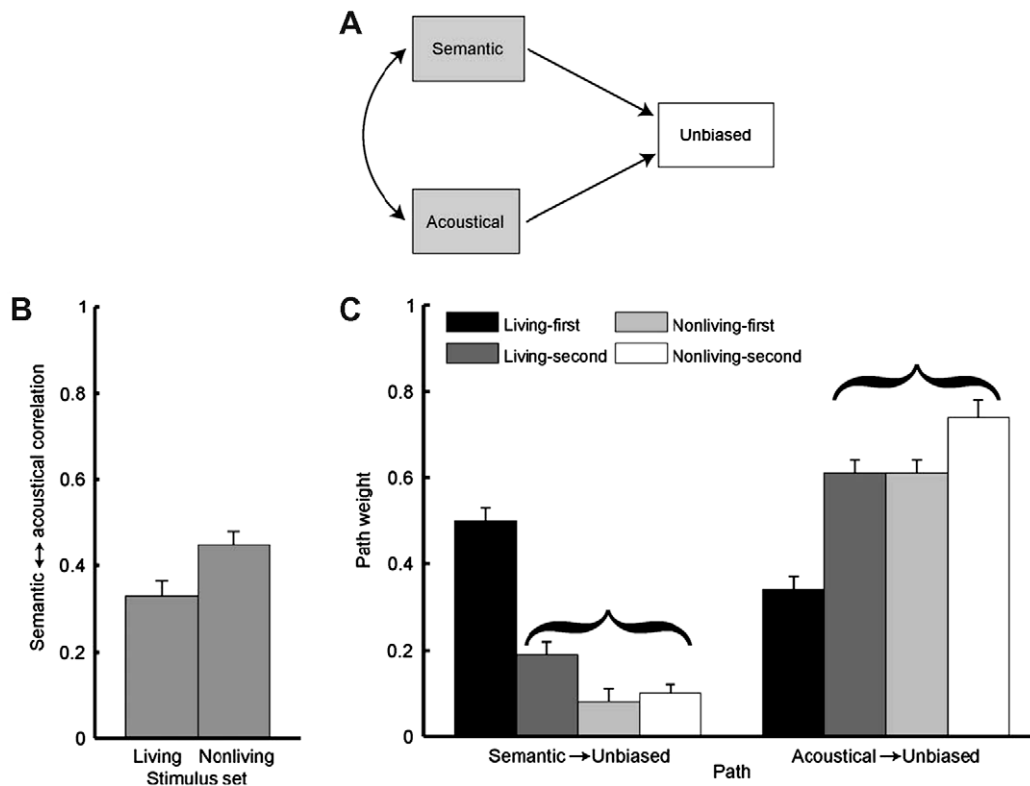 A
Semantic
Unbiased
Acoustical
B
1
0.8
0.6
0.4
0.2
0
Semantic ↔ acoustical correlation
Living Nonliving
Stimulus set
C
1
0.8
0.6
0.4
0.2
0
Path weight
Living-first Nonliving-first
Living-second Nonliving-second
Semantic→Unbiased Acoustical→Unbiased
Path